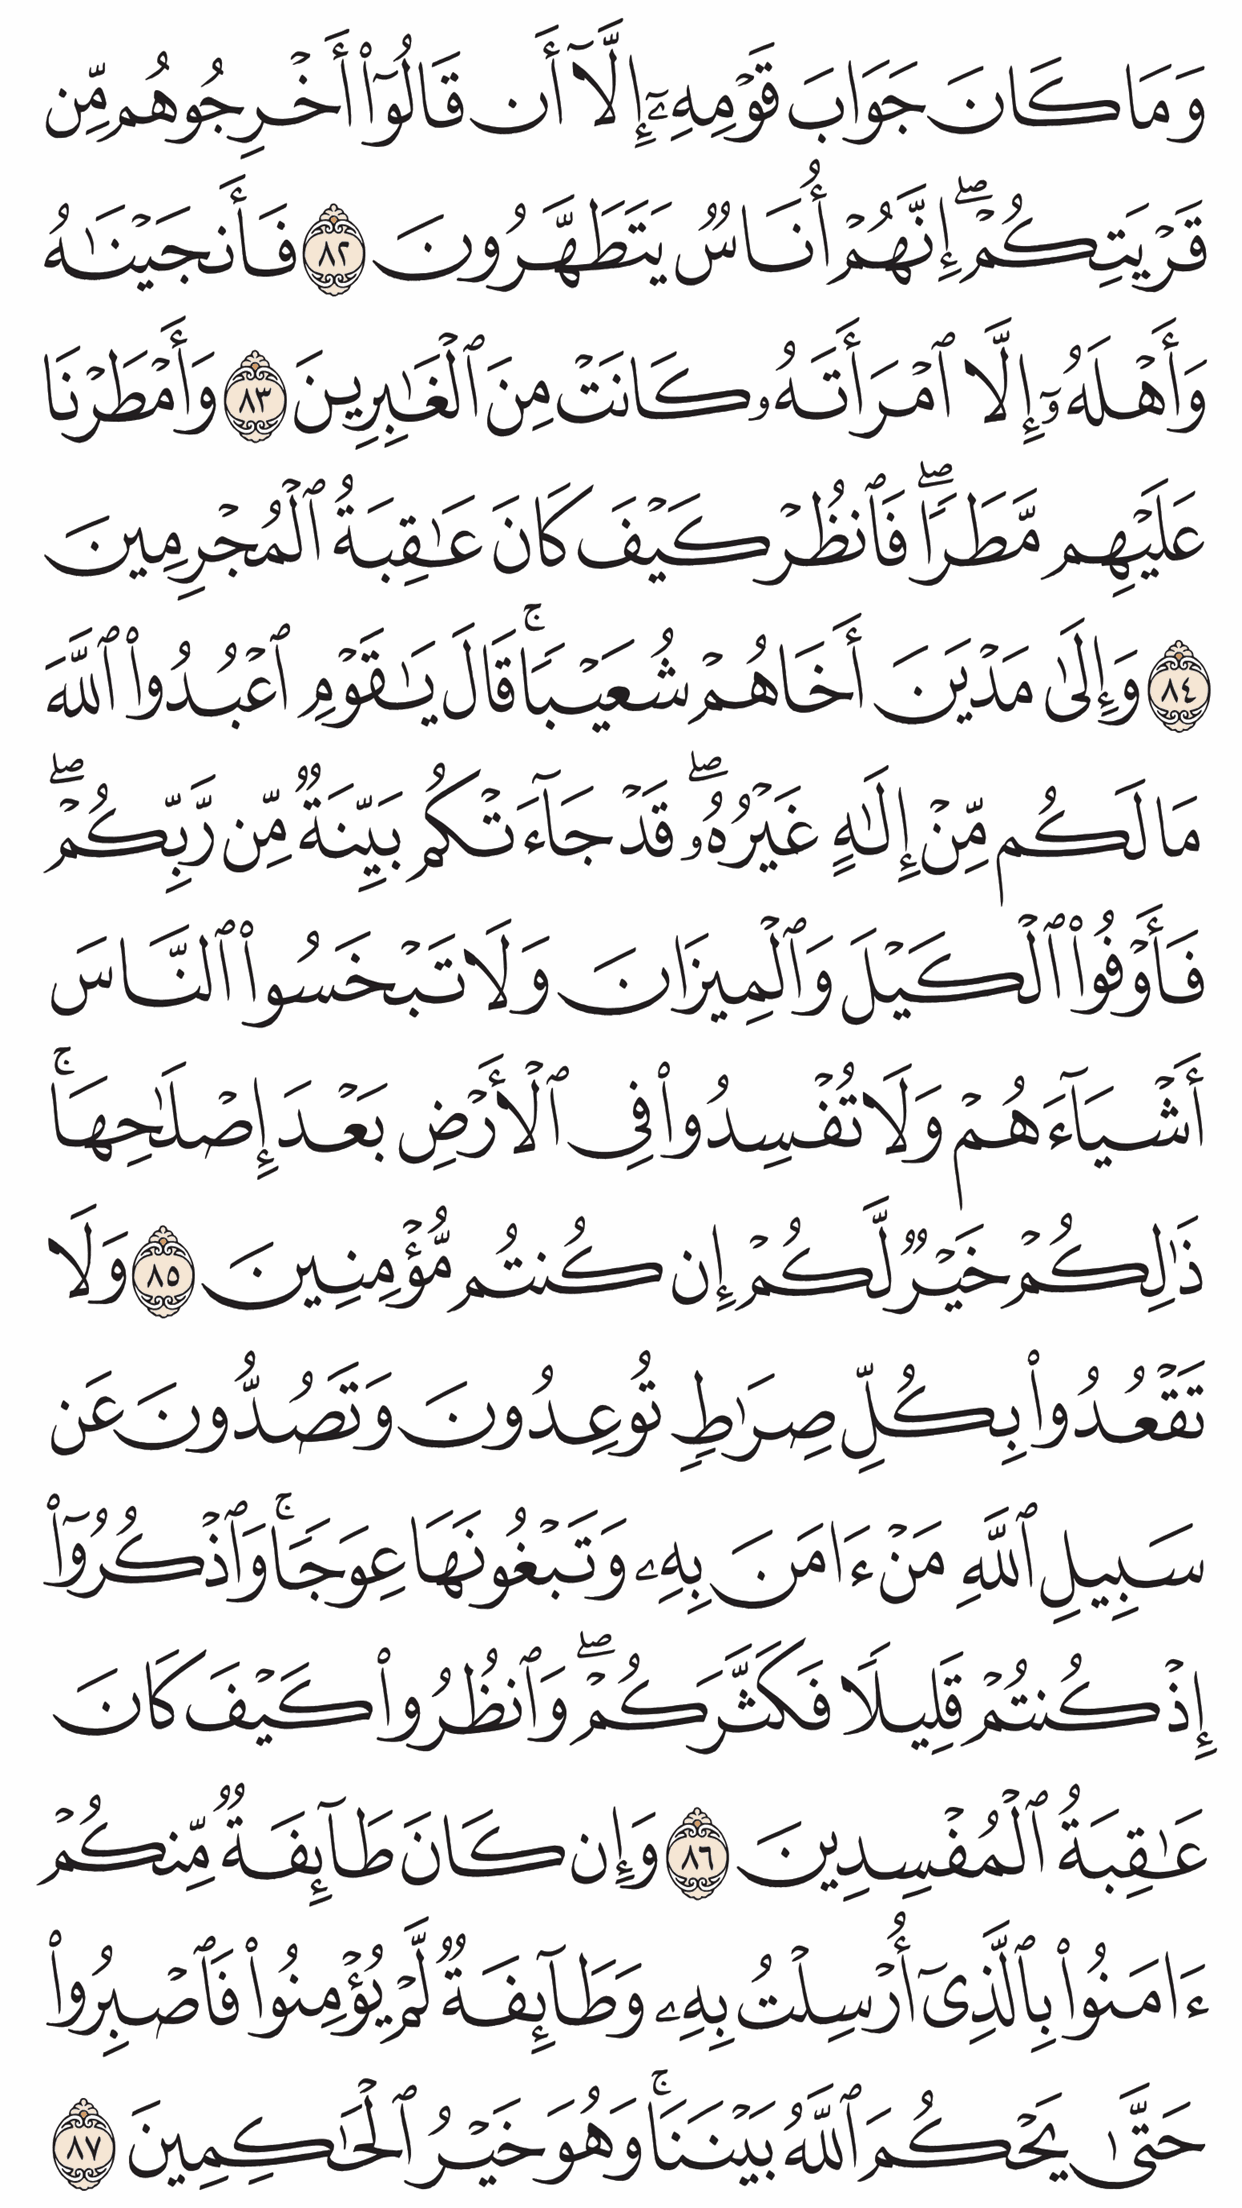 وَمَا كَانَ جَوَابَ قَوْمِهِۦٓ إِلَّآ أَن قَالُوٓا۟ أَخْرِجُوهُم مِّن
قَرْيَتِكُمْ ۖ إِنَّهُمْ أُنَاسٌ يَتَطَهَّرُونَ ٨٢ فَأَنجَيْنَٰهُ
وَأَهْلَهُۥٓ إِلَّا ٱمْرَأَتَهُۥ كَانَتْ مِنَ ٱلْغَٰبِرِينَ ٨٣ وَأَمْطَرْنَا
عَلَيْهِم مَّطَرًا ۖ فَٱنظُرْ كَيْفَ كَانَ عَٰقِبَةُ ٱلْمُجْرِمِينَ
٨٤ وَإِلَىٰ مَدْيَنَ أَخَاهُمْ شُعَيْبًا ۚ قَالَ يَٰقَوْمِ ٱعْبُدُوا۟ ٱللَّهَ
مَا لَكُم مِّنْ إِلَٰهٍ غَيْرُهُۥ ۖ قَدْ جَآءَتْكُم بَيِّنَةٌ مِّن رَّبِّكُمْ ۖ
فَأَوْفُوا۟ ٱلْكَيْلَ وَٱلْمِيزَانَ وَلَا تَبْخَسُوا۟ ٱلنَّاسَ
أَشْيَآءَهُمْ وَلَا تُفْسِدُوا۟ فِى ٱلْأَرْضِ بَعْدَ إِصْلَٰحِهَا ۚ
ذَٰلِكُمْ خَيْرٌ لَّكُمْ إِن كُنتُم مُّؤْمِنِينَ ٨٥ وَلَا
تَقْعُدُوا۟ بِكُلِّ صِرَٰطٍ تُوعِدُونَ وَتَصُدُّونَ عَن
سَبِيلِ ٱللَّهِ مَنْ ءَامَنَ بِهِۦ وَتَبْغُونَهَا عِوَجًا ۚ وَٱذْكُرُوٓا۟
إِذْ كُنتُمْ قَلِيلًا فَكَثَّرَكُمْ ۖ وَٱنظُرُوا۟ كَيْفَ كَانَ
عَٰقِبَةُ ٱلْمُفْسِدِينَ ٨٦ وَإِن كَانَ طَآئِفَةٌ مِّنكُمْ
ءَامَنُوا۟ بِٱلَّذِىٓ أُرْسِلْتُ بِهِۦ وَطَآئِفَةٌ لَّمْ يُؤْمِنُوا۟ فَٱصْبِرُوا۟
حَتَّىٰ يَحْكُمَ ٱللَّهُ بَيْنَنَا ۚ وَهُوَ خَيْرُ ٱلْحَٰكِمِينَ ٨٧